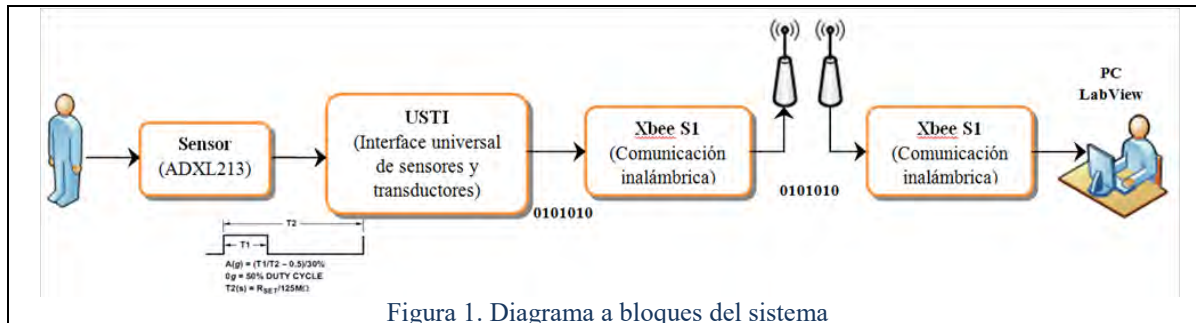 Sensor
(ADXL213)
USTI
(Interface universal
de sensores y
transductores)
0101010
T2
T1
A(g) = (T1/T2 – 0.5)/30%
0g = 50% DUTY CYCLE
T2(s) = RSET/125MΩ
Xbee S1
(Comunicación
inalámbrica)
0101010
Xbee S1
(Comunicación
inalámbrica)
PC
LabView
Figura 1. Diagrama a bloques del sistema